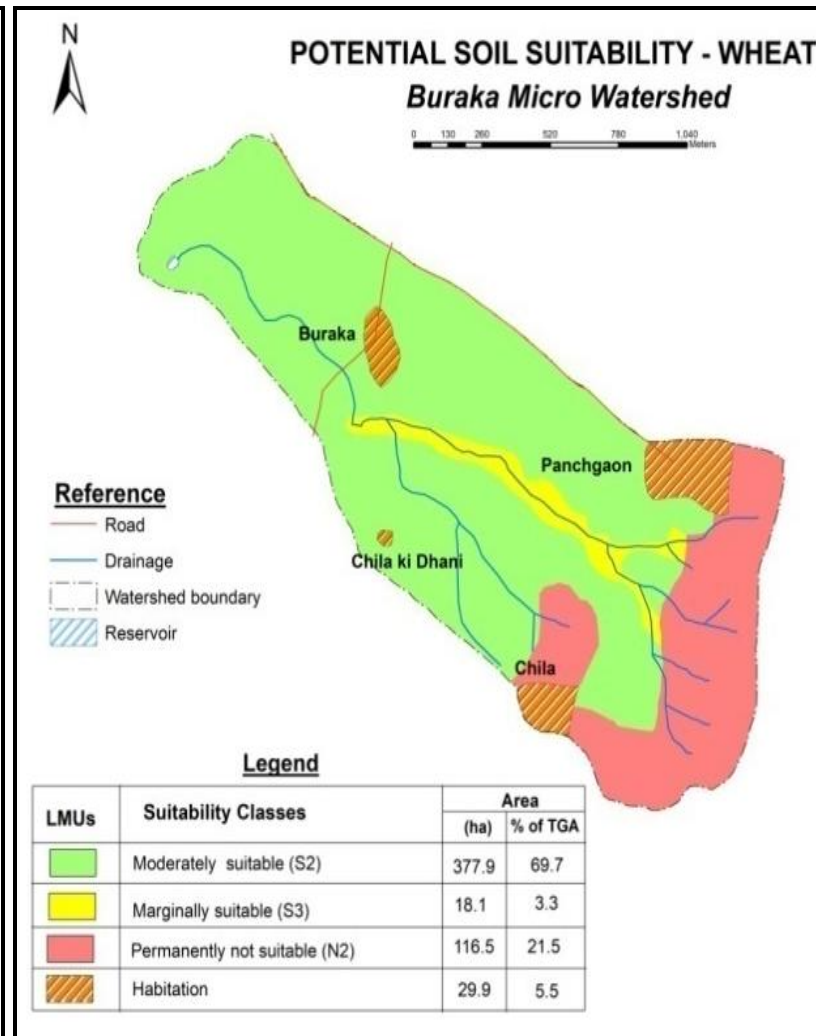 N
POTENTIAL SOIL SUITABILITY - WHEAT
Buraka Micro Watershed
0 130 260 520 780 1,040
Meters
Buraka
Panchgaon
Reference
Road
Drainage
Chila ki Dhani
Watershed boundary
Reservoir
Chila
Legend
LMUs Suitability Classes Area
(ha) % of TGA
Moderately suitable (S2) 377.9 69.7
Marginally suitable (S3) 18.1 3.3
Permanently not suitable (N2) 116.5 21.5
Habitation 29.9 5.5